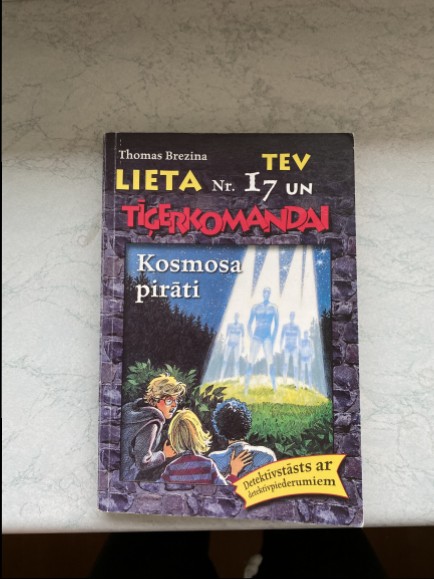 Thomas Brezina
TEV
LIETA Nr. 17 UN
TĪĢERKOMANDAI
Kosmosa
pirāti
Detektīvstāsts ar
detektīvpiederumiem